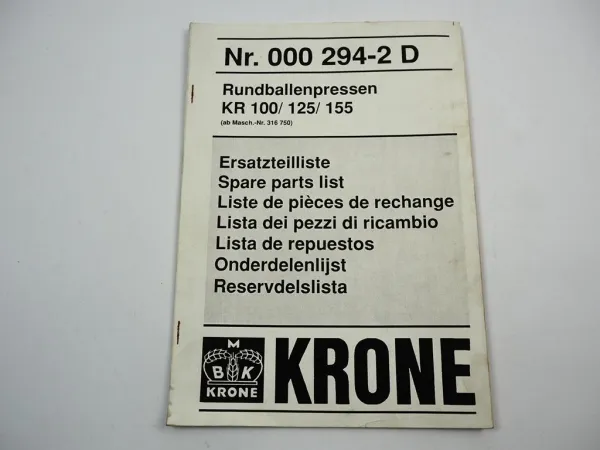 Nr. 000 294-2 D
Rundballenpressen
KR 100/ 125/ 155
(ab Masch.-Nr. 316 750)
Ersatzteilliste
Spare parts list
Liste de pièces de rechange
Lista dei pezzi di ricambio
Lista de repuestos
Onderdelenlijst
Reservdelslista
M
B K
KRONE
KRONE